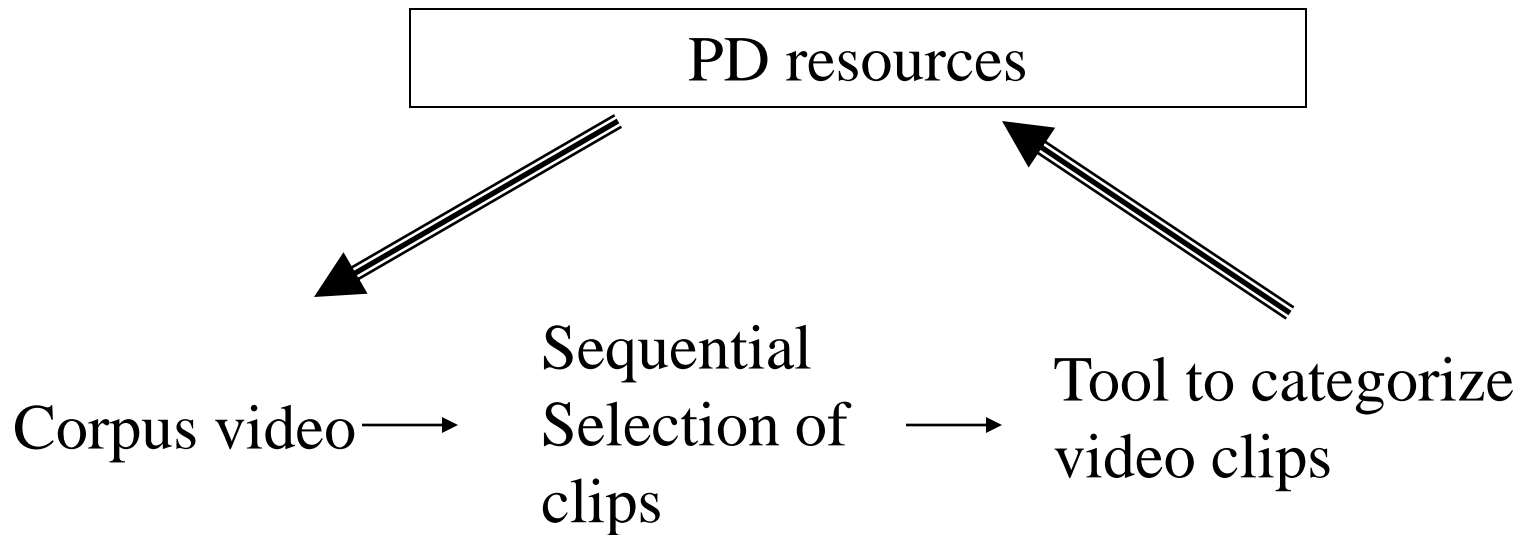 PD resources
Corpus video
Sequential
Selection of
clips
Tool to categorize
video clips